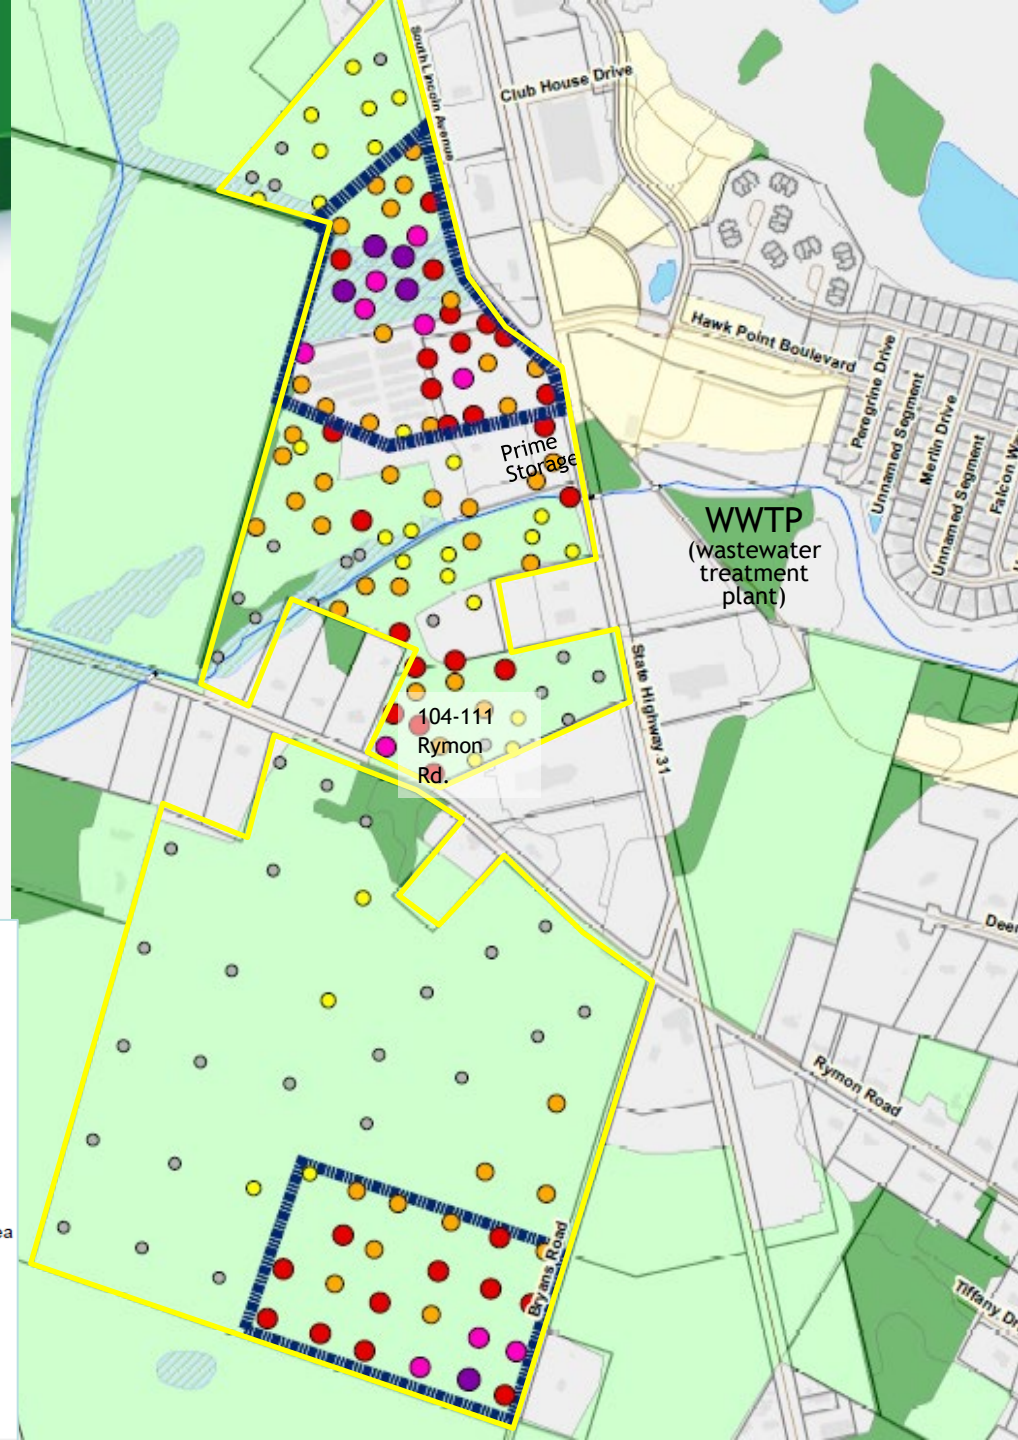 South Lincoln Avenue
Club House Drive
Hawk Point Boulevard
Peregrine Drive
Unnamed Segment
Merlin Drive
Unnamed Segment
Falcon
Prime
Storage
WWTP
(wastewater
treatment
plant)
State Highway 31
104-111
Rymon
Rd.
Deer
Rymon Road
ea
Bryans Road
Tiffany